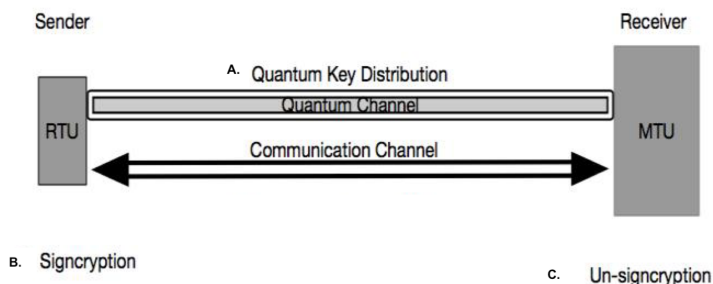 Sender Receiver
A. Quantum Key Distribution
Quantum Channel
RTU MTU
Communication Channel
B. Signcryption
C. Un-signcryption